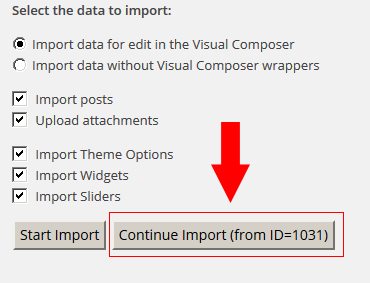 Select the data to import:
Import data for edit in the Visual Composer
Import data without Visual Composer wrappers
Import posts
Upload attachments
Import Theme Options
Import Widgets
Import Sliders
Start Import
Continue Import (from ID=1031)